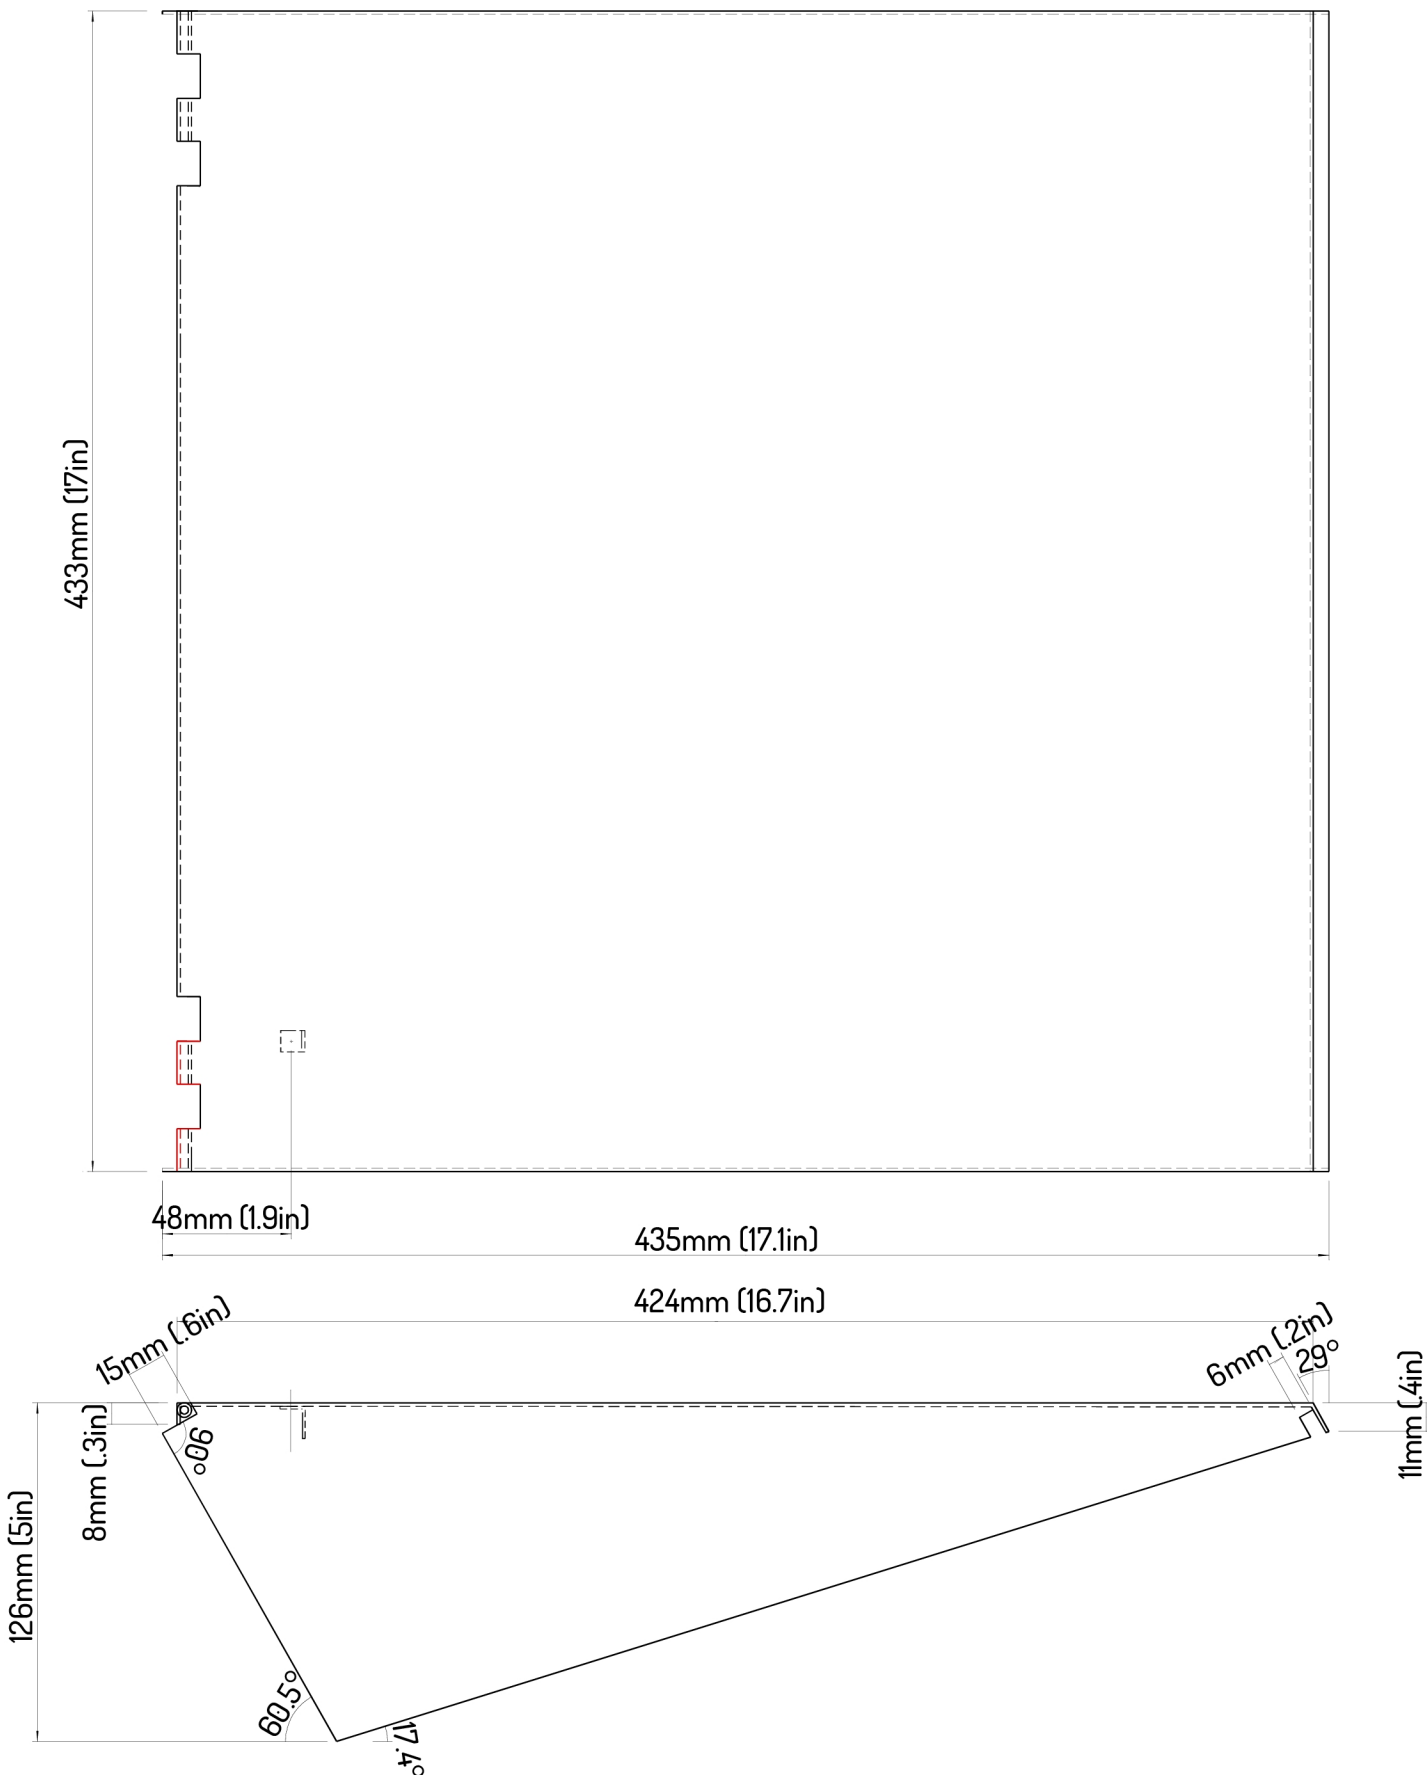 433mm (17in)
48mm (1.9in)
435mm (17.1in)
424mm (16.7in)
15mm (.6in)
6mm (.2in)
29°
11mm (.4in)
8mm (.3in)
90°
126mm (5in)
60.5°
17.4°